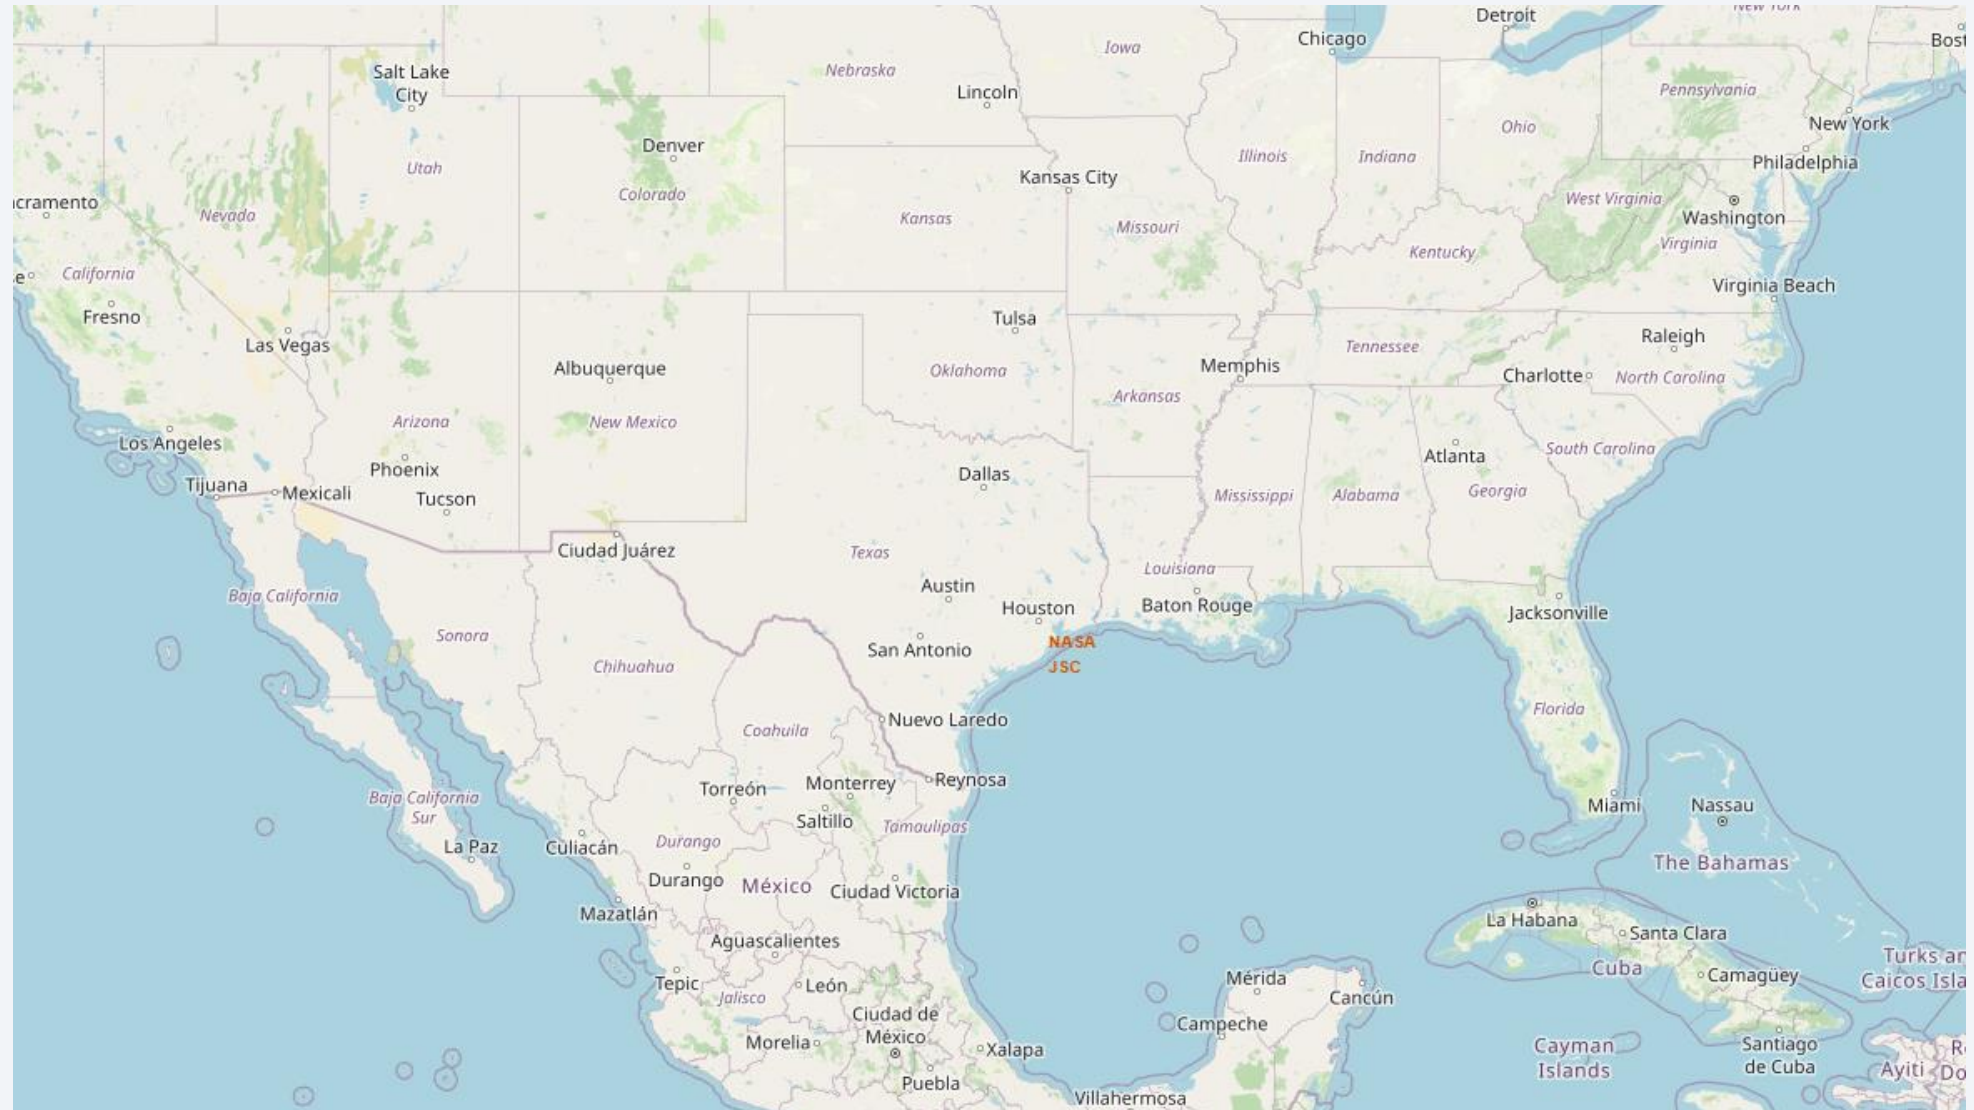 New York
Detroit
Chicago
Iowa
Salt Lake
City
Nebraska
Lincoln
Pennsylvania
New York
Ohio
Denver
Utah
Colorado
Illinois
Indiana
Philadelphia
Kansas City
Nevada
Kansas
Missouri
West Virginia
Washington
Virginia
California
Kentucky
Virginia Beach
Fresno
Tulsa
Las Vegas
Raleigh
Tennessee
Albuquerque
Oklahoma
Memphis
Charlotte
North Carolina
Arkansas
Arizona
New Mexico
Los Angeles
South Carolina
Phoenix
Dallas
Atlanta
Tijuana
Mexicali
Tucson
Mississippi
Alabama
Georgia
Ciudad Juárez
Texas
Louisiana
Baja California
Austin
Houston
Baton Rouge
Jacksonville
Sonora
NASA
JSC
San Antonio
Chihuahua
Florida
Nuevo Laredo
Coahuila
Reynosa
Torreón
Monterrey
Baja California
Sur
Miami
Nassau
Saltillo
Tamaulipas
La Paz
Culiacán
Durango
The Bahamas
Durango
México
Ciudad Victoria
Mazatlán
La Habana
Santa Clara
Aguascalientes
Cuba
Camagüey
Turks an
Caicos Isla
Tepic
Jalisco
León
Mérida
Cancún
Ciudad de
México
Campeche
Morelia
Xalapa
Cayman
Islands
Santiago
de Cuba
Puebla
Ayiti
Villahermosa